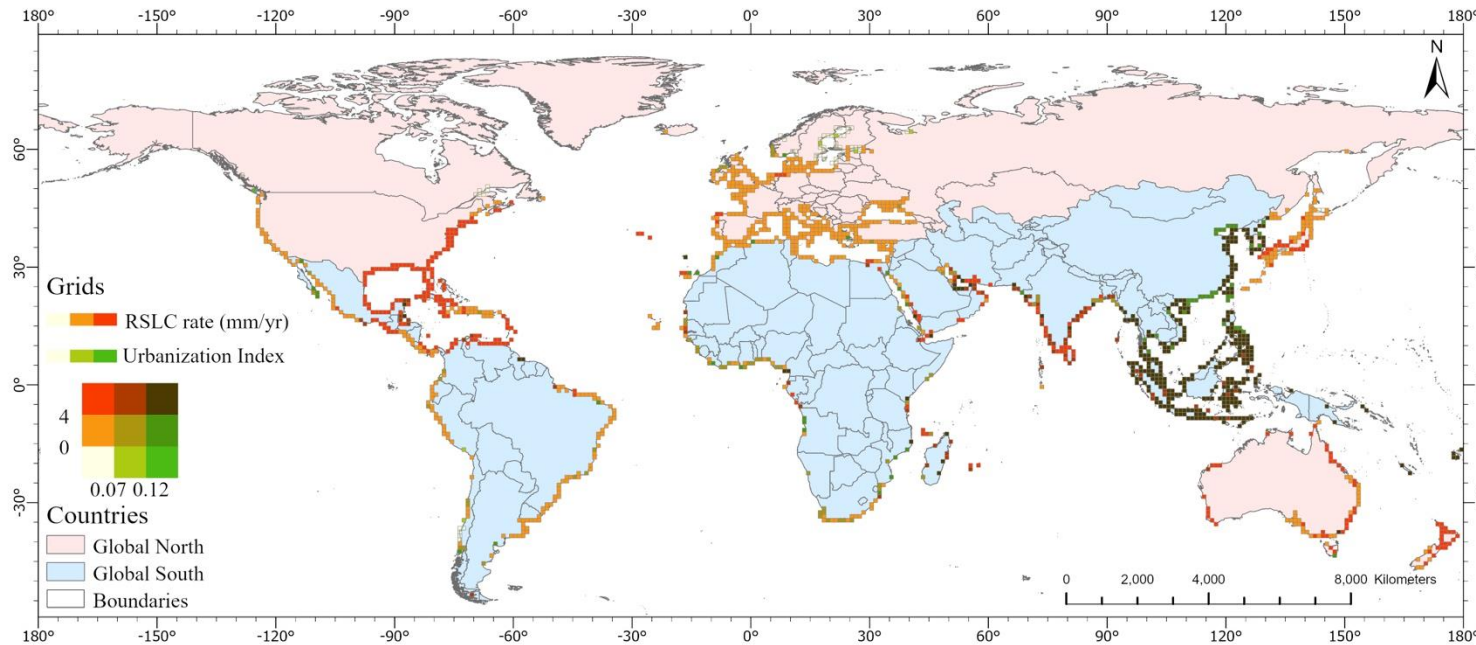 180° -150° -120° -90° -60° -30° 0° 30° 60° 90° 120° 150° 180°
N
60°
60°
30°
30°
Grids
RSLC rate (mm/yr)
Urbanization Index
0°
0°
4
0
0.07 0.12
-30°
-30°
Countries
Global North
Global South
Boundaries
0 2,000 4,000 8,000 Kilometers
180° -150° -120° -90° -60° -30° 0° 30° 60° 90° 120° 150° 180°